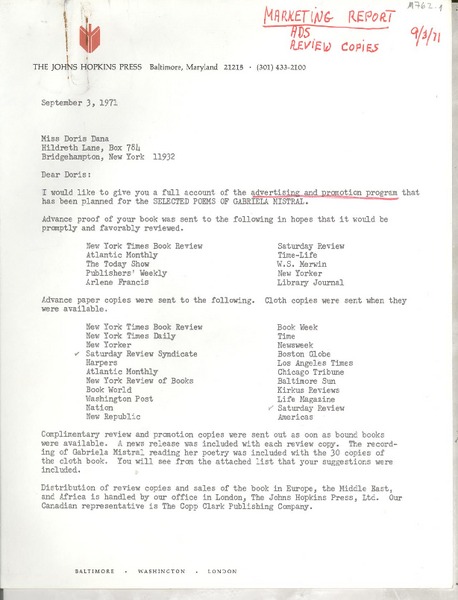 MARKETING REPORT
ADS
REVIEW COPIES
9/3/71
M762-1
THE JOHNS HOPKINS PRESS Baltimore, Maryland 21218 · (301) 433-2100
September 3, 1971
Miss Doris Dana
Hildreth Lane, Box 784
Bridgehampton, New York 11932
Dear Doris:
I would like to give you a full account of the advertising and promotion program that
has been planned for the SELECTED POEMS OF GABRIELA MISTRAL.
Advance proof of your book was sent to the following in hopes that it would be
promptly and favorably reviewed.
New York Times Book Review
Atlantic Monthly
The Today Show
Publishers' Weekly
Arlene Francis
Saturday Review
Time-Life
W.S. Merwin
New Yorker
Library Journal
Advance paper copies were sent to the following. Cloth copies were sent when they
were available.
New York Times Book Review
New York Times Daily
New Yorker
✓ Saturday Review Syndicate
Harpers
Atlantic Monthly
New York Review of Books
Book World
Washington Post
Nation
New Republic
Book Week
Time
Newsweek
Boston Globe
Los Angeles Times
Chicago Tribune
Baltimore Sun
Kirkus Reviews
Life Magazine
✓ Saturday Review
Americas
Complimentary review and promotion copies were sent out as oon as bound books
were available. A news release was included with each review copy. The record-
ing of Gabriela Mistral reading her poetry was included with the 30 copies of
the cloth book. You will see from the attached list that your suggestions were
included.
Distribution of review copies and sales of the book in Europe, the Middle East,
and Africa is handled by our office in London, The Johns Hopkins Press, Ltd. Our
Canadian representative is The Copp Clark Publishing Company.
BALTIMORE · WASHINGTON · LONDON